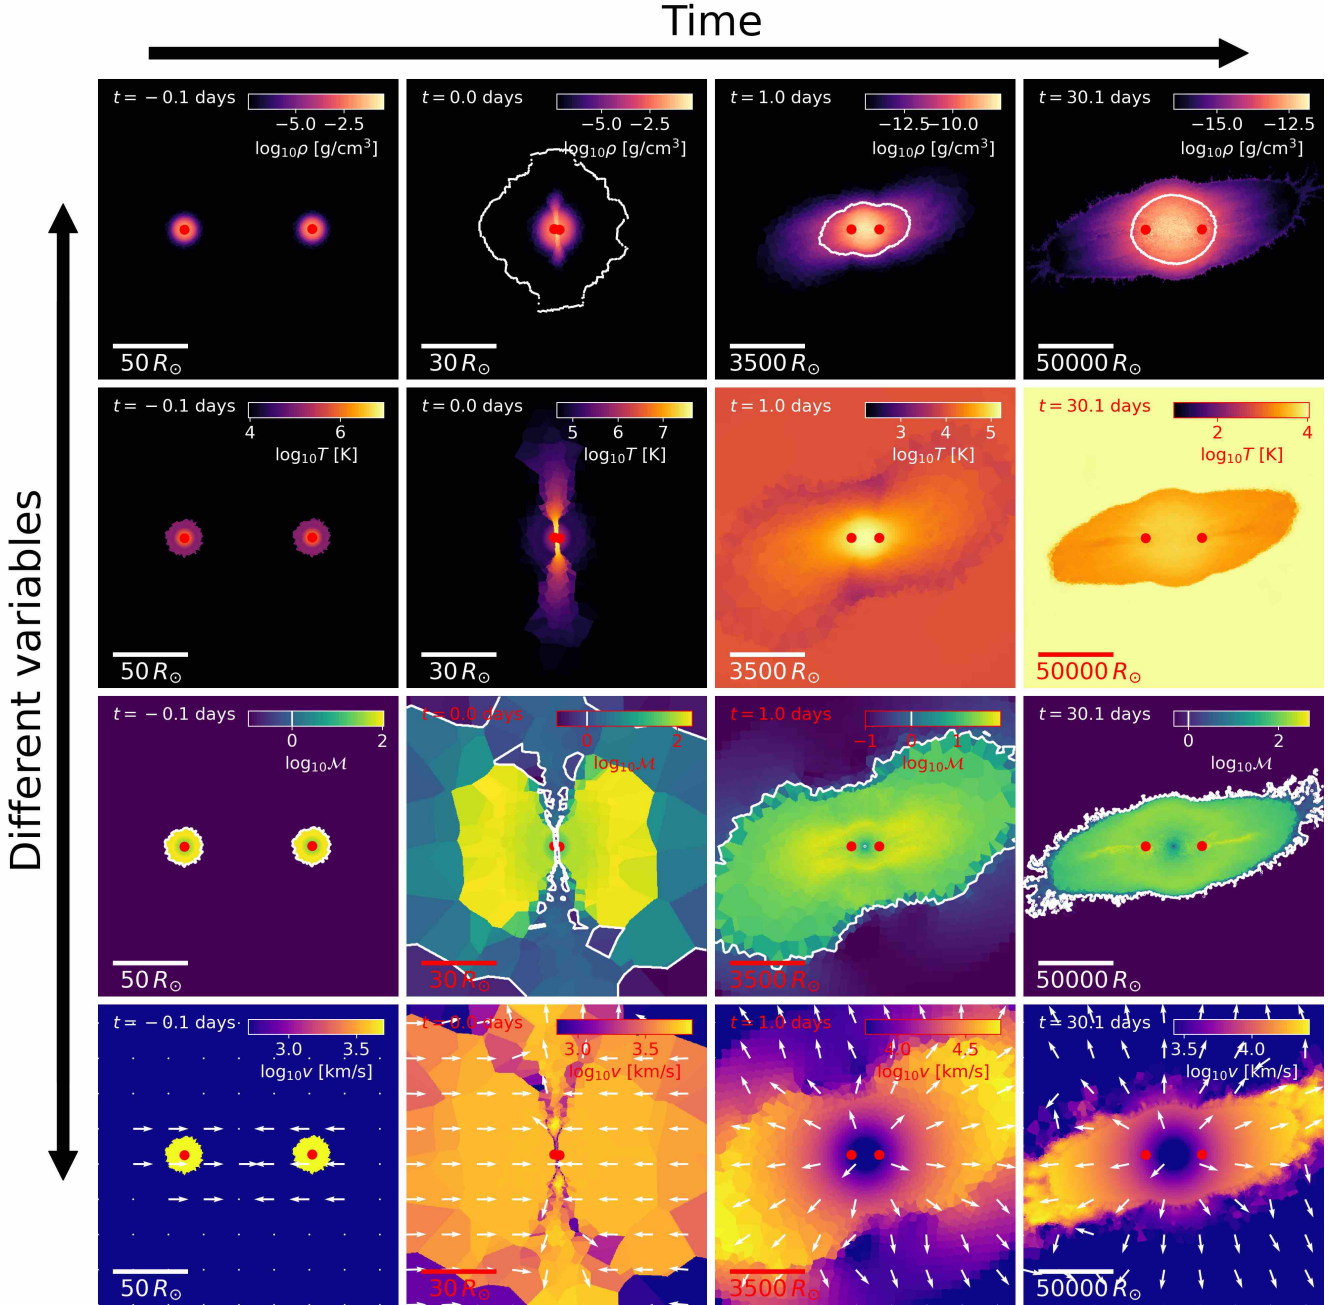 Time
Different variables
t = −0.1 days
−5.0 −2.5
log₁₀ρ [g/cm³]
50 R☉
t = 0.0 days
−5.0 −2.5
log₁₀ρ [g/cm³]
30 R☉
t = 1.0 days
−12.5 −10.0
log₁₀ρ [g/cm³]
3500 R☉
t = 30.1 days
−15.0 −12.5
log₁₀ρ [g/cm³]
50000 R☉
t = −0.1 days
4 6
log₁₀T [K]
50 R☉
t = 0.0 days
5 6 7
log₁₀T [K]
30 R☉
t = 1.0 days
3 4 5
log₁₀T [K]
3500 R☉
t = 30.1 days
2 4
log₁₀T [K]
50000 R☉
t = −0.1 days
0 2
log₁₀ℳ
50 R☉
t = 0.0 days
0 2
log₁₀ℳ
30 R☉
t = 1.0 days
−1 0 1
log₁₀ℳ
3500 R☉
t = 30.1 days
0 2
log₁₀ℳ
50000 R☉
t = −0.1 days
3.0 3.5
log₁₀v [km/s]
50 R☉
t = 0.0 days
3.0 3.5
log₁₀v [km/s]
30 R☉
t = 1.0 days
4.0 4.5
log₁₀v [km/s]
3500 R☉
t = 30.1 days
3.5 4.0
log₁₀v [km/s]
50000 R☉